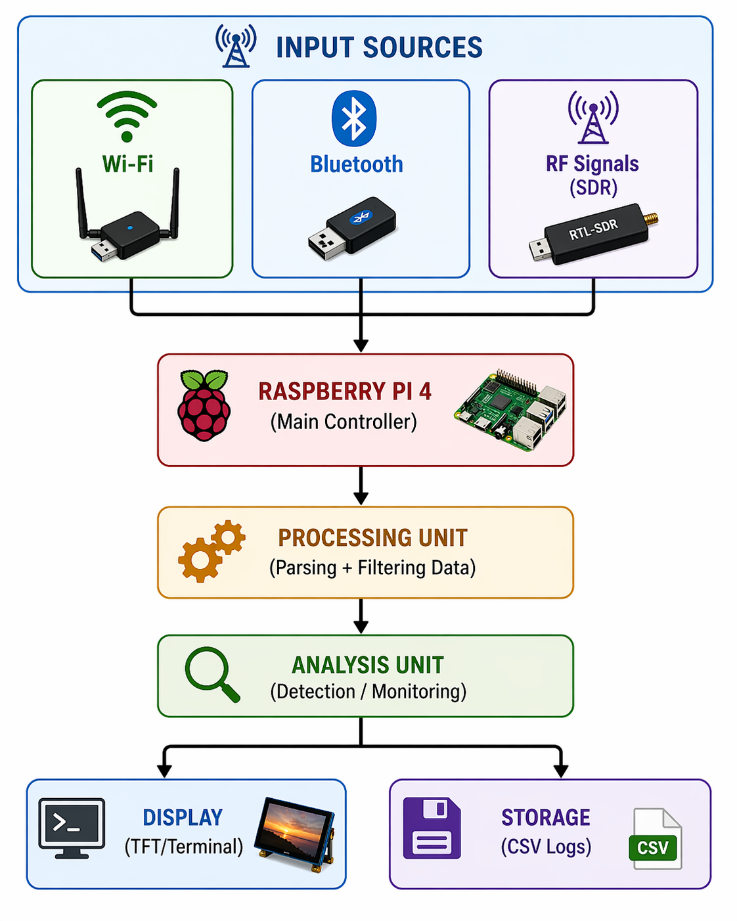 INPUT SOURCES
Wi-Fi
Bluetooth
RF Signals
(SDR)
RTL-SDR
RASPBERRY PI 4
(Main Controller)
PROCESSING UNIT
(Parsing + Filtering Data)
ANALYSIS UNIT
(Detection / Monitoring)
DISPLAY
(TFT/Terminal)
STORAGE
(CSV Logs)
CSV